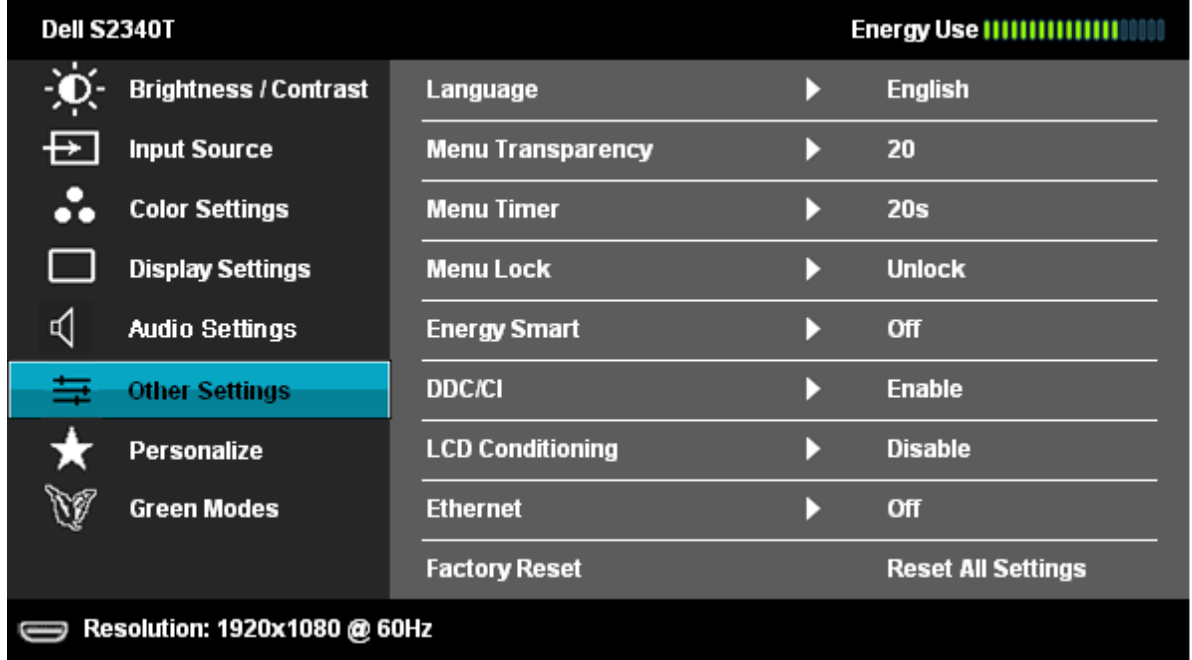 Dell S2340T Energy Use
Brightness / Contrast Language English
Input Source Menu Transparency 20
Color Settings Menu Timer 20s
Display Settings Menu Lock Unlock
Audio Settings Energy Smart Off
Other Settings DDC/CI Enable
Personalize LCD Conditioning Disable
Green Modes Ethernet Off
Factory Reset Reset All Settings
Resolution: 1920x1080 @ 60Hz